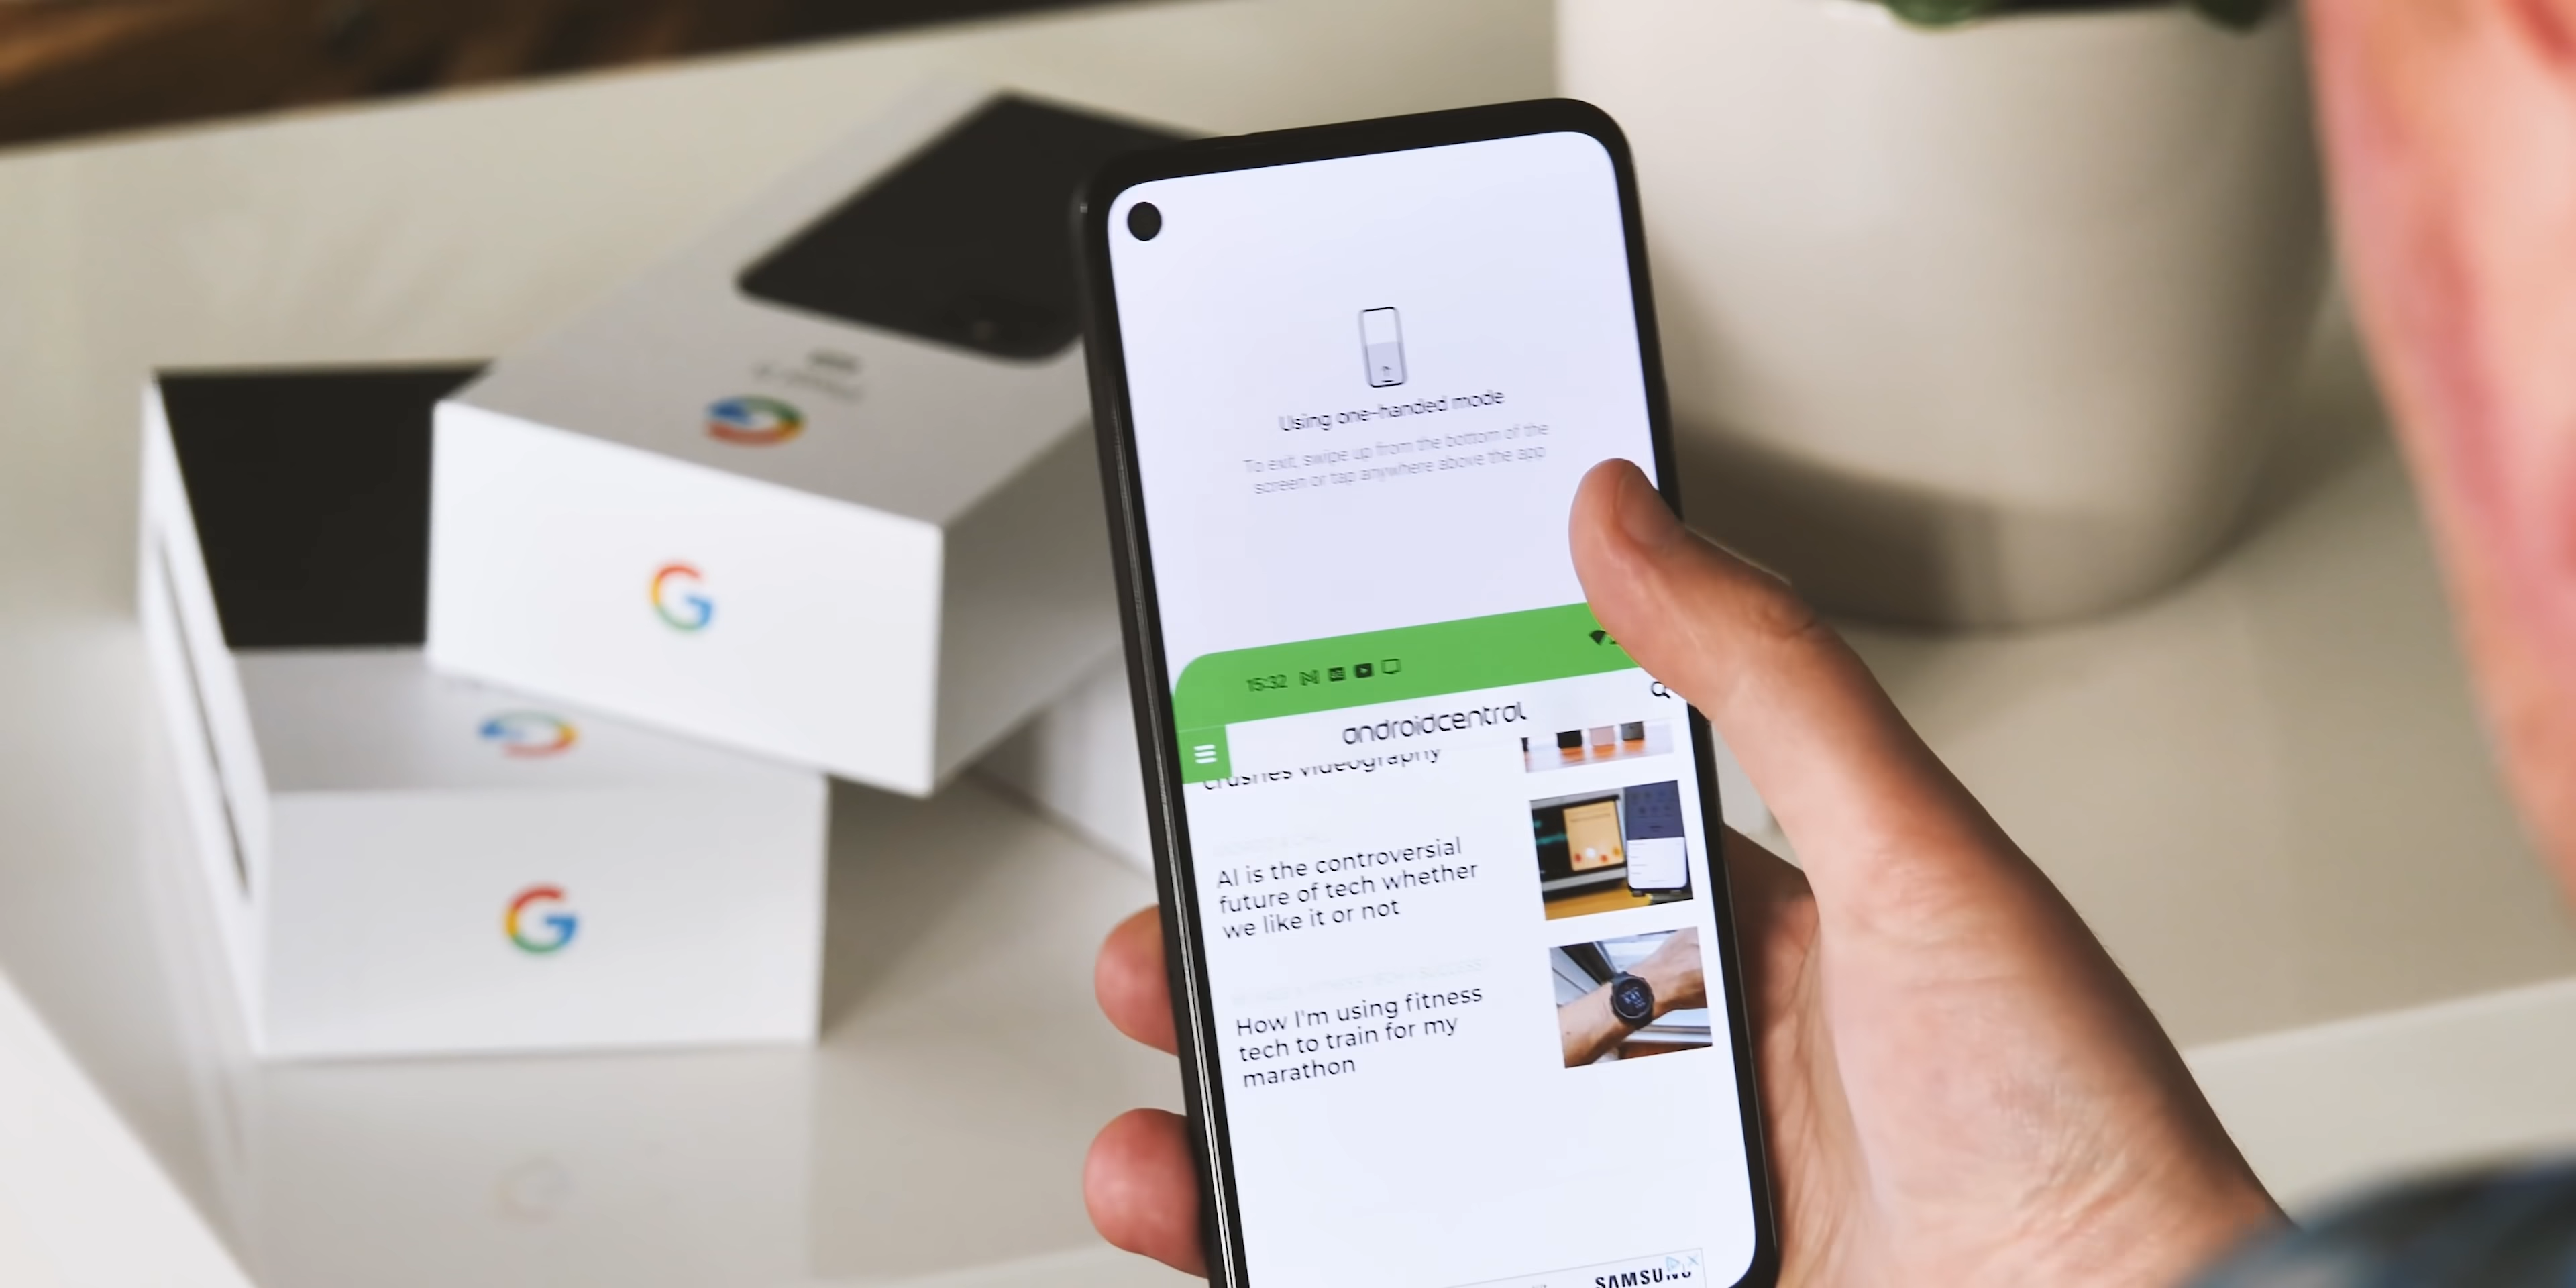 G
G
Using one-handed mode
To exit, swipe up from the bottom of the
screen or tap anywhere above the app
15:32
androidcentral
crushes videography
AI is the controversial
future of tech whether
we like it or not
How I'm using fitness
tech to train for my
marathon
SAMSUNG